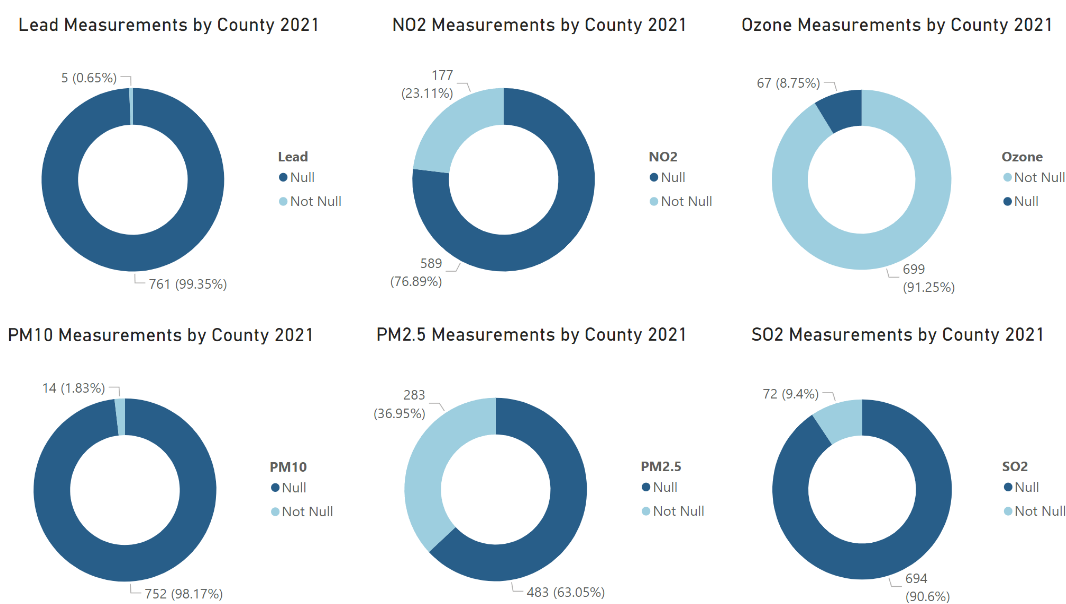 Lead Measurements by County 2021
5 (0.65%)
761 (99.35%)
Lead
Null
Not Null
NO2 Measurements by County 2021
177
(23.11%)
589
(76.89%)
NO2
Null
Not Null
Ozone Measurements by County 2021
67 (8.75%)
699
(91.25%)
Ozone
Not Null
Null
PM10 Measurements by County 2021
14 (1.83%)
752 (98.17%)
PM10
Null
Not Null
PM2.5 Measurements by County 2021
283
(36.95%)
483 (63.05%)
PM2.5
Null
Not Null
SO2 Measurements by County 2021
72 (9.4%)
694
(90.6%)
SO2
Null
Not Null